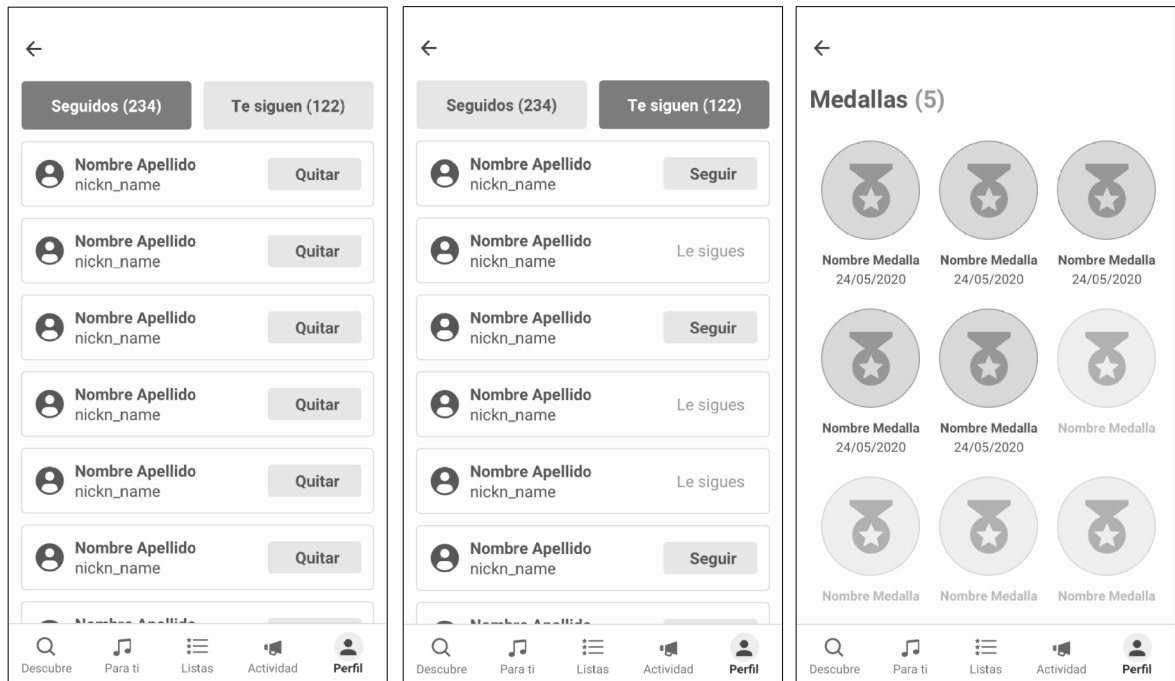 Seguidos (234)
Te siguen (122)
Nombre Apellido
nickn_name
Quitar
Nombre Apellido
nickn_name
Quitar
Nombre Apellido
nickn_name
Quitar
Nombre Apellido
nickn_name
Quitar
Nombre Apellido
nickn_name
Quitar
Nombre Apellido
nickn_name
Quitar
Nombre Apellido
Descubre
Para ti
Listas
Actividad
Perfil
Seguidos (234)
Te siguen (122)
Nombre Apellido
nickn_name
Seguir
Nombre Apellido
nickn_name
Le sigues
Nombre Apellido
nickn_name
Seguir
Nombre Apellido
nickn_name
Le sigues
Nombre Apellido
nickn_name
Le sigues
Nombre Apellido
nickn_name
Seguir
Nombre Apellido
Descubre
Para ti
Listas
Actividad
Perfil
Medallas (5)
Nombre Medalla
24/05/2020
Nombre Medalla
24/05/2020
Nombre Medalla
24/05/2020
Nombre Medalla
24/05/2020
Nombre Medalla
24/05/2020
Nombre Medalla
Nombre Medalla
Nombre Medalla
Nombre Medalla
Descubre
Para ti
Listas
Actividad
Perfil